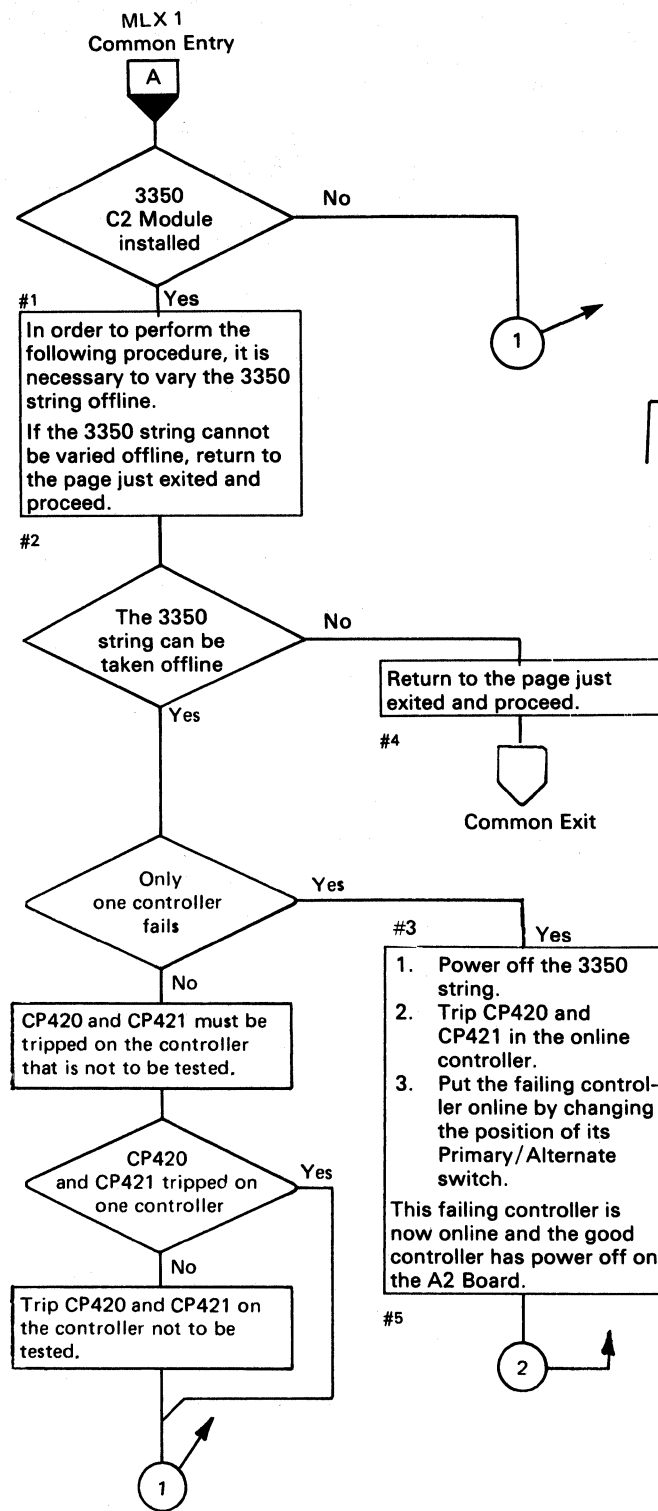 MLX 1
Common Entry
A
3350
C2 Module
installed
No
Yes
1
#1
In order to perform the
following procedure, it is
necessary to vary the 3350
string offline.
If the 3350 string cannot
be varied offline, return to
the page just exited and
proceed.
#2
The 3350
string can be
taken offline
No
Yes
Return to the page just
exited and proceed.
#4
Common Exit
Only
one controller
fails
Yes
No
#3
Yes
1. Power off the 3350
string.
2. Trip CP420 and
CP421 in the online
controller.
3. Put the failing control-
ler online by changing
the position of its
Primary/Alternate
switch.
This failing controller is
now online and the good
controller has power off on
the A2 Board.
#5
2
CP420 and CP421 must be
tripped on the controller
that is not to be tested.
CP420
and CP421 tripped on
one controller
Yes
No
Trip CP420 and CP421 on
the controller not to be
tested.
1